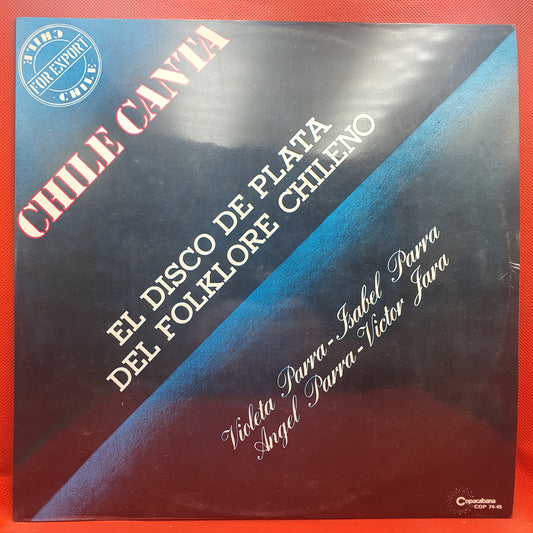 CHILE
FOR EXPORT
CHILE
CHILE CANTA
EL DISCO DE PLATA
DEL FOLKLORE CHILENO
Violeta Parra - Isabel Parra
Angel Parra - Victor Jara
Copacabana
COP 74-45